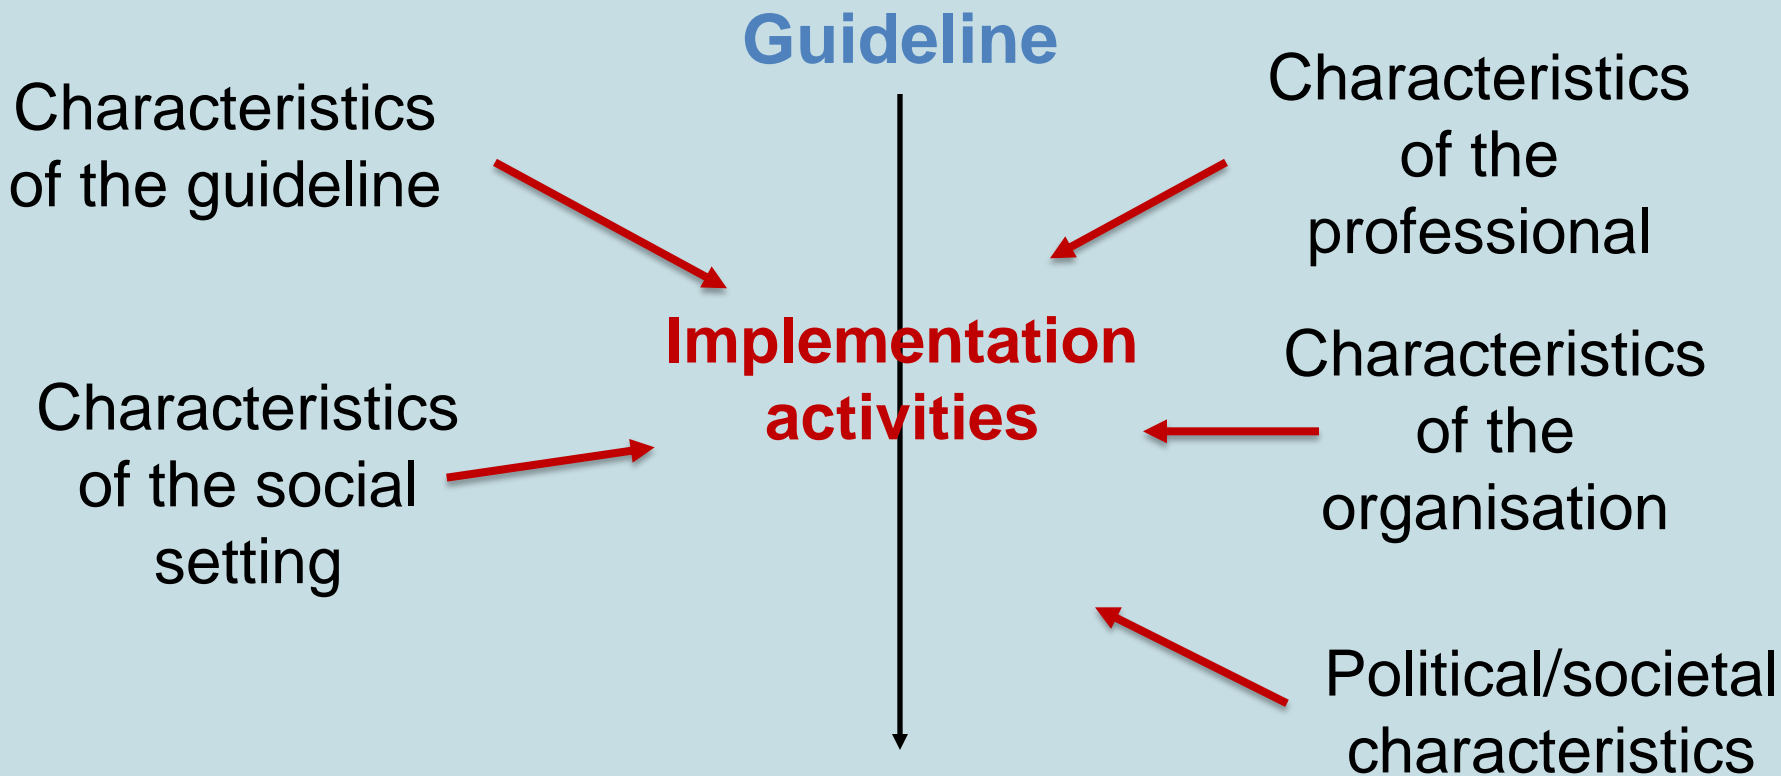 Guideline
Characteristics
of the guideline
Characteristics
of the social
setting
Implementation
activities
Characteristics
of the
professional
Characteristics
of the
organisation
Political/societal
characteristics